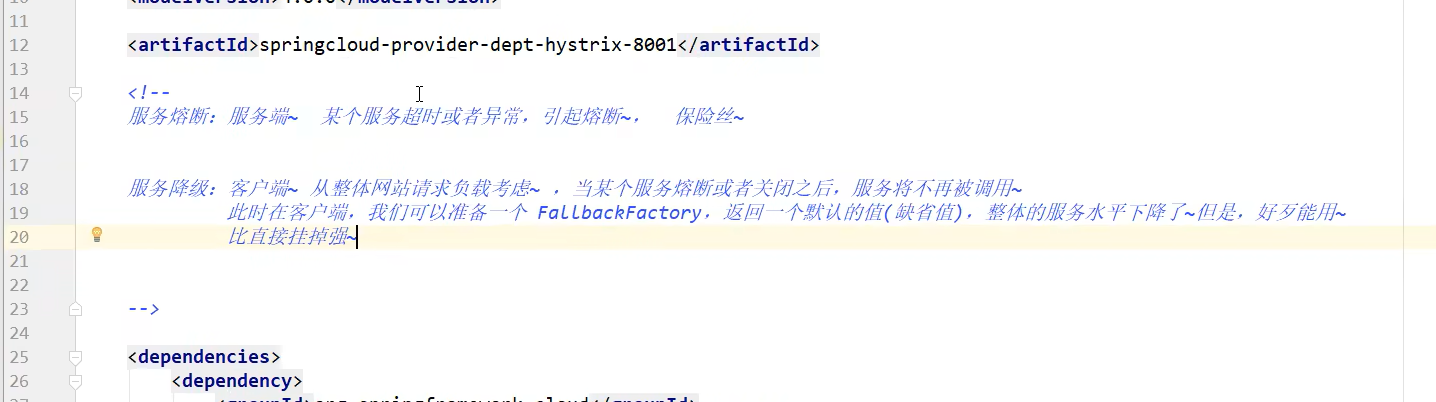 11
12 <artifactId>springcloud-provider-dept-hystrix-8001</artifactId>
13
14 <!--
15 服务熔断：服务端~  某个服务超时或者异常，引起熔断~，  保险丝~
16
17
18 服务降级：客户端~ 从整体网站请求负载考虑~ ，当某个服务熔断或者关闭之后，服务将不再被调用~
19 此时在客户端，我们可以准备一个 FallbackFactory，返回一个默认的值(缺省值)，整体的服务水平下降了~但是，好歹能用~
20 比直接挂掉强~
21
22
23 -->
24
25 <dependencies>
26 <dependency>